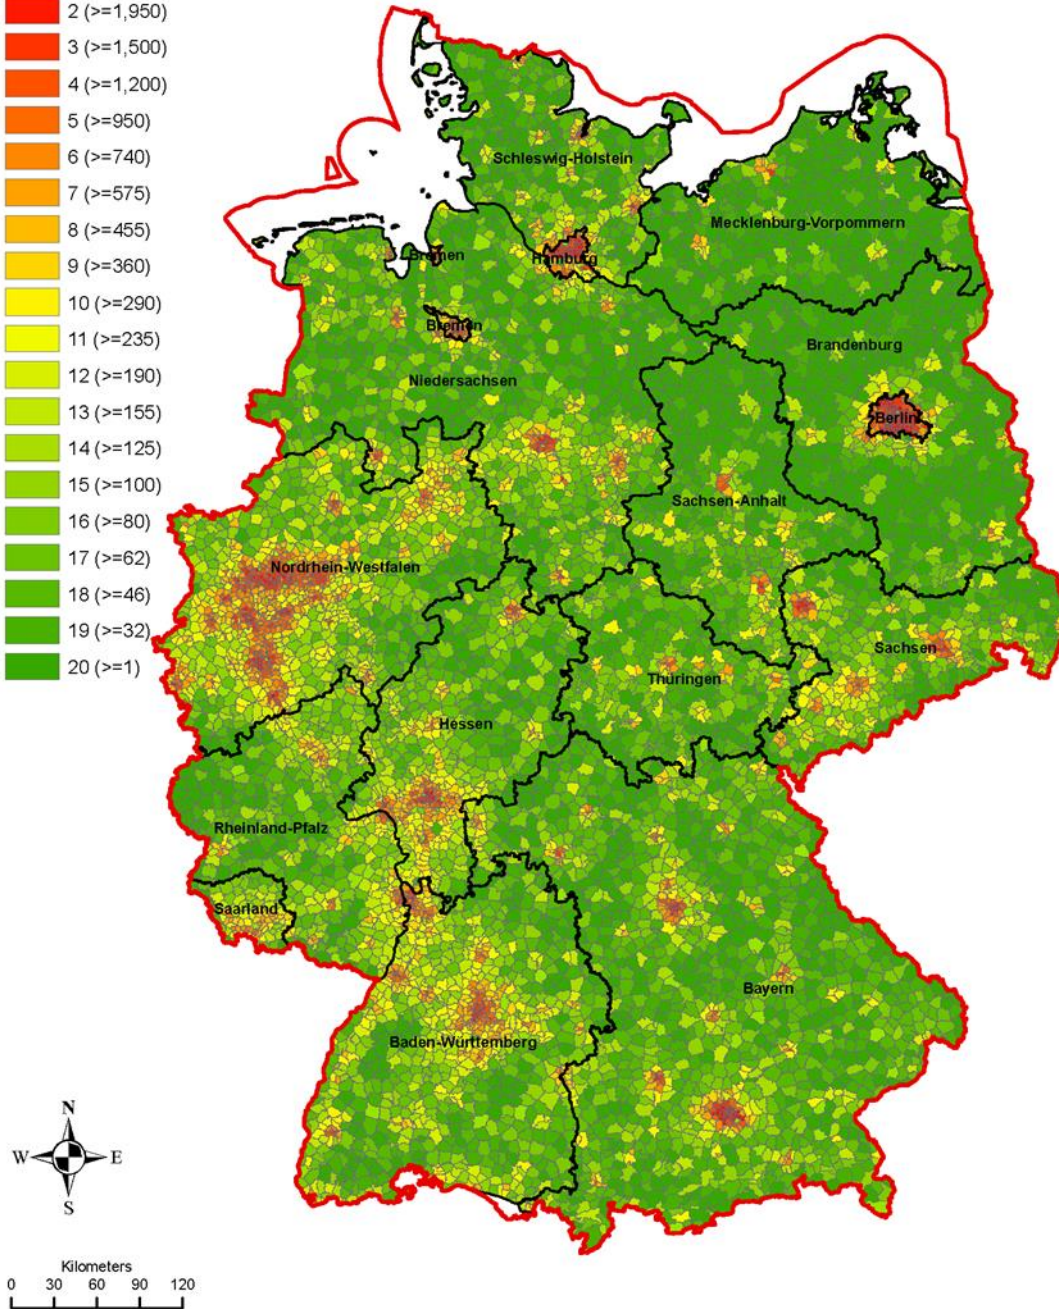 2 (>=1,950)
3 (>=1,500)
4 (>=1,200)
5 (>=950)
6 (>=740)
7 (>=575)
8 (>=455)
9 (>=360)
10 (>=290)
11 (>=235)
12 (>=190)
13 (>=155)
14 (>=125)
15 (>=100)
16 (>=80)
17 (>=62)
18 (>=46)
19 (>=32)
20 (>=1)
Schleswig-Holstein
Mecklenburg-Vorpommern
Bremen
Hamburg
Bremen
Brandenburg
Niedersachsen
Berlin
Sachsen-Anhalt
Nordrhein-Westfalen
Sachsen
Thüringen
Hessen
Rheinland-Pfalz
Saarland
Bayern
Baden-Württemberg
N
W E
S
Kilometers
0 30 60 90 120